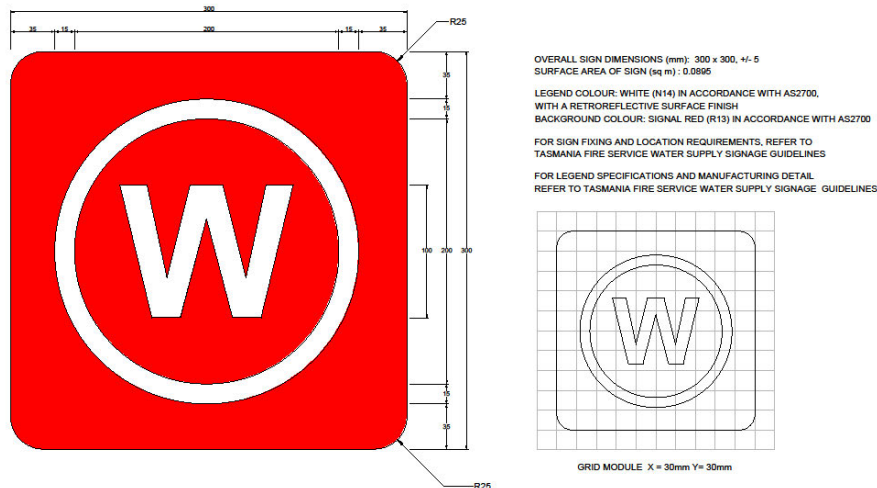 300
35 15 200 15 35
R25
35
15
100 200 300
15
35
R25
W
OVERALL SIGN DIMENSIONS (mm): 300 x 300, +/- 5
SURFACE AREA OF SIGN (sq m) : 0.0895
LEGEND COLOUR: WHITE (N14) IN ACCORDANCE WITH AS2700,
WITH A RETROREFLECTIVE SURFACE FINISH
BACKGROUND COLOUR: SIGNAL RED (R13) IN ACCORDANCE WITH AS2700
FOR SIGN FIXING AND LOCATION REQUIREMENTS, REFER TO
TASMANIA FIRE SERVICE WATER SUPPLY SIGNAGE GUIDELINES
FOR LEGEND SPECIFICATIONS AND MANUFACTURING DETAIL
REFER TO TASMANIA FIRE SERVICE WATER SUPPLY SIGNAGE GUIDELINES
W
GRID MODULE X = 30mm Y= 30mm